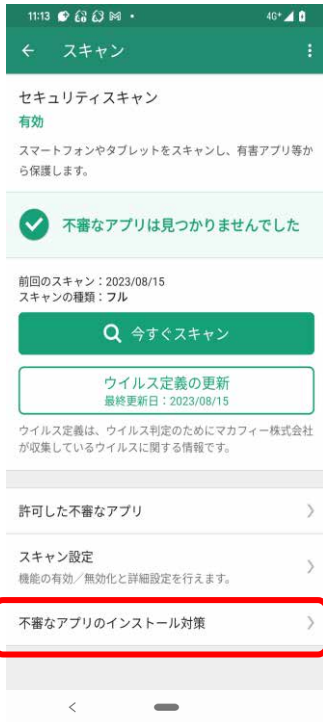 11:13 4G+
スキャン
セキュリティスキャン
有効
スマートフォンやタブレットをスキャンし、有害アプリ等か
ら保護します。
不審なアプリは見つかりませんでした
前回のスキャン：2023/08/15
スキャンの種類：フル
今すぐスキャン
ウイルス定義の更新
最終更新日：2023/08/15
ウイルス定義は、ウイルス判定のためにマカフィー株式会社
が収集しているウイルスに関する情報です。
許可した不審なアプリ
スキャン設定
機能の有効／無効化と詳細設定を行えます。
不審なアプリのインストール対策